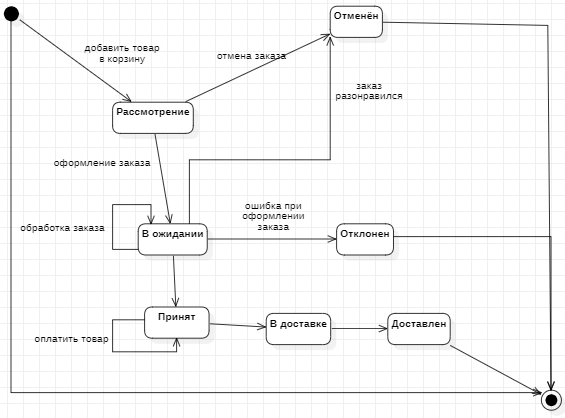 Отменён
добавить товар
в корзину
отмена заказа
заказ
разонравился
Рассмотрение
оформление заказа
ошибка при
оформлении
заказа
обработка заказа
В ожидании
Отклонен
Принят
В доставке
Доставлен
оплатить товар